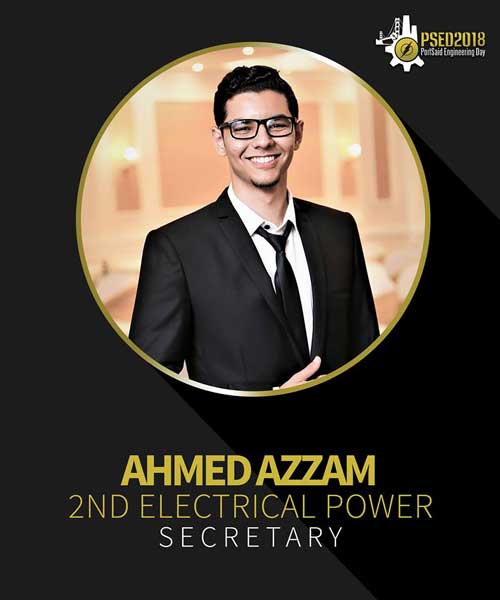 PSED2018
PortSaid Engineering Day
AHMED AZZAM
2ND ELECTRICAL POWER
SECRETARY